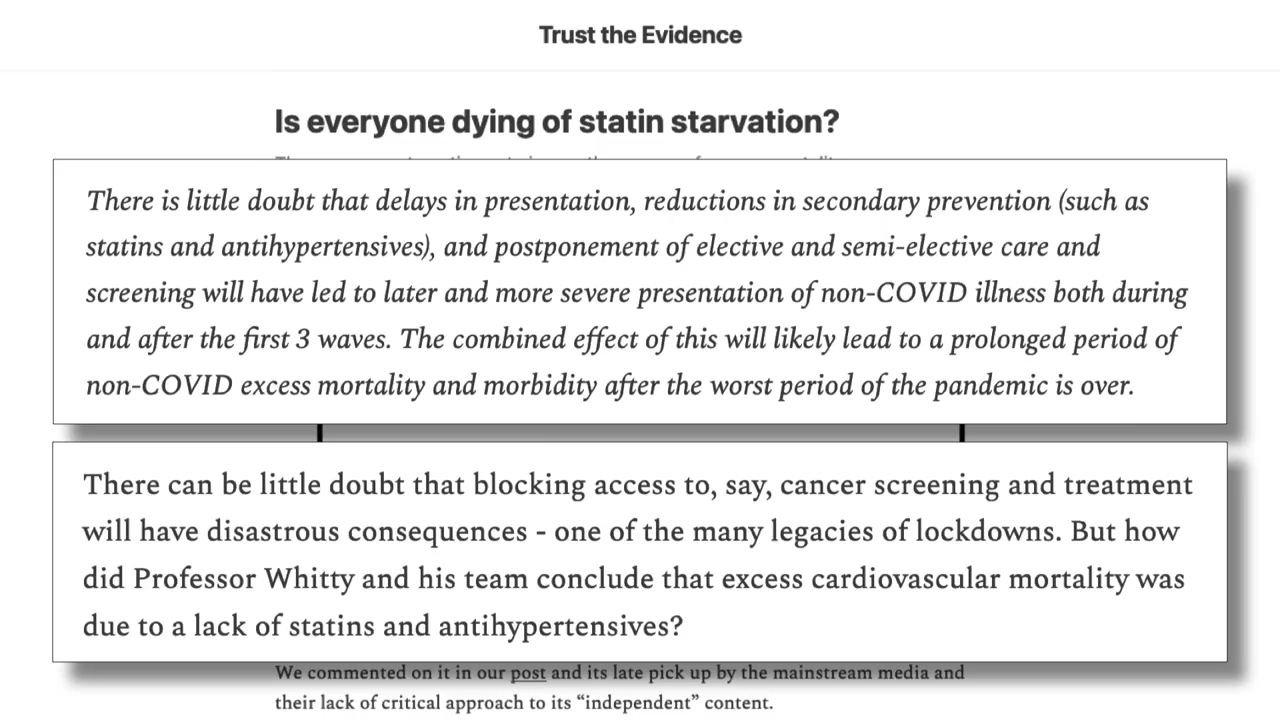 Trust the Evidence
Is everyone dying of statin starvation?
There is little doubt that delays in presentation, reductions in secondary prevention (such as
statins and antihypertensives), and postponement of elective and semi-elective care and
screening will have led to later and more severe presentation of non-COVID illness both during
and after the first 3 waves. The combined effect of this will likely lead to a prolonged period of
non-COVID excess mortality and morbidity after the worst period of the pandemic is over.
There can be little doubt that blocking access to, say, cancer screening and treatment
will have disastrous consequences - one of the many legacies of lockdowns. But how
did Professor Whitty and his team conclude that excess cardiovascular mortality was
due to a lack of statins and antihypertensives?
We commented on it in our post and its late pick up by the mainstream media and
their lack of critical approach to its “independent” content.